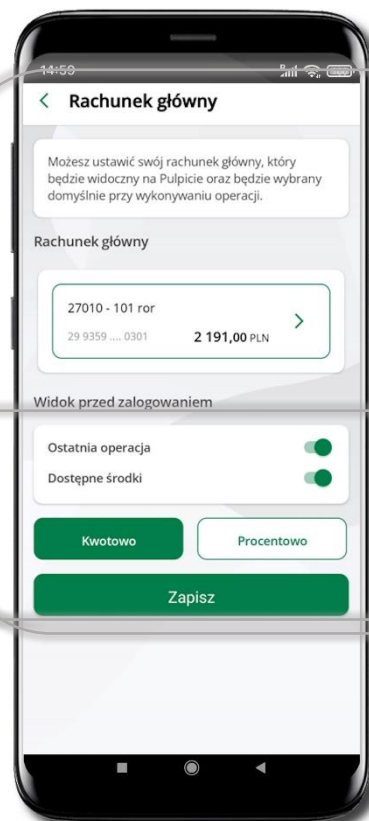 14:59
Rachunek główny
Możesz ustawić swój rachunek główny, który
będzie widoczny na Pulpicie oraz będzie wybrany
domyślnie przy wykonywaniu operacji.
Rachunek główny
27010 - 101 ror
29 9359 .... 0301 2 191,00 PLN
Widok przed zalogowaniem
Ostatnia operacja
Dostępne środki
Kwotowo Procentowo
Zapisz